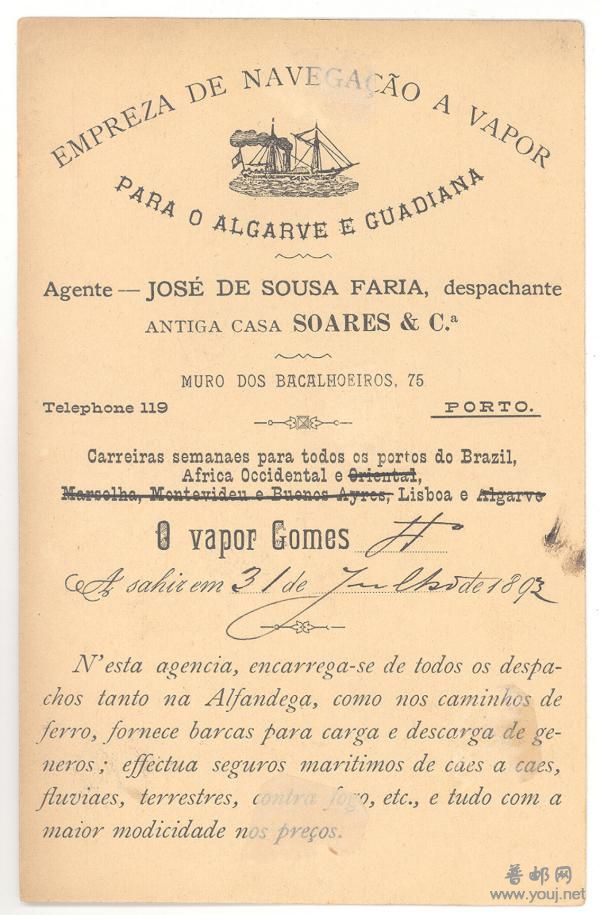 EMPREZA DE NAVEGAÇÃO A VAPOR
PARA O ALGARVE E GUADIANA
Agente — JOSÉ DE SOUSA FARIA, despachante
ANTIGA CASA SOARES & C.ª
MURO DOS BACALHOEIROS, 75
Telephone 119
PORTO.
Carreiras semanaes para todos os portos do Brazil,
Africa Occidental e Oriental,
Marselha, Montevideu e Buenos Ayres, Lisboa e Algarve
O vapor Gomes
A sahir em 31 de Julho de 1893
N'esta agencia, encarrega-se de todos os despa-
chos tanto na Alfandega, como nos caminhos de
ferro, fornece barcas para carga e descarga de ge-
neros; effectua seguros maritimos de cáes a caes,
fluviaes, terrestres, contra fogo, etc., e tudo com a
maior modicidade nos preços.
普邮网
www.youj.net